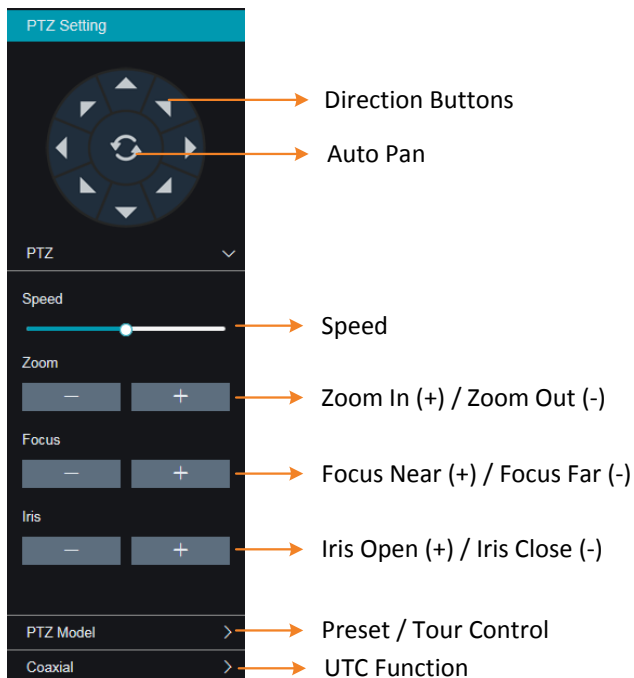 PTZ Setting
Direction Buttons
Auto Pan
PTZ
Speed
Speed
Zoom
— +
Zoom In (+) / Zoom Out (-)
Focus
— +
Focus Near (+) / Focus Far (-)
Iris
— +
Iris Open (+) / Iris Close (-)
PTZ Model
Preset / Tour Control
Coaxial
UTC Function